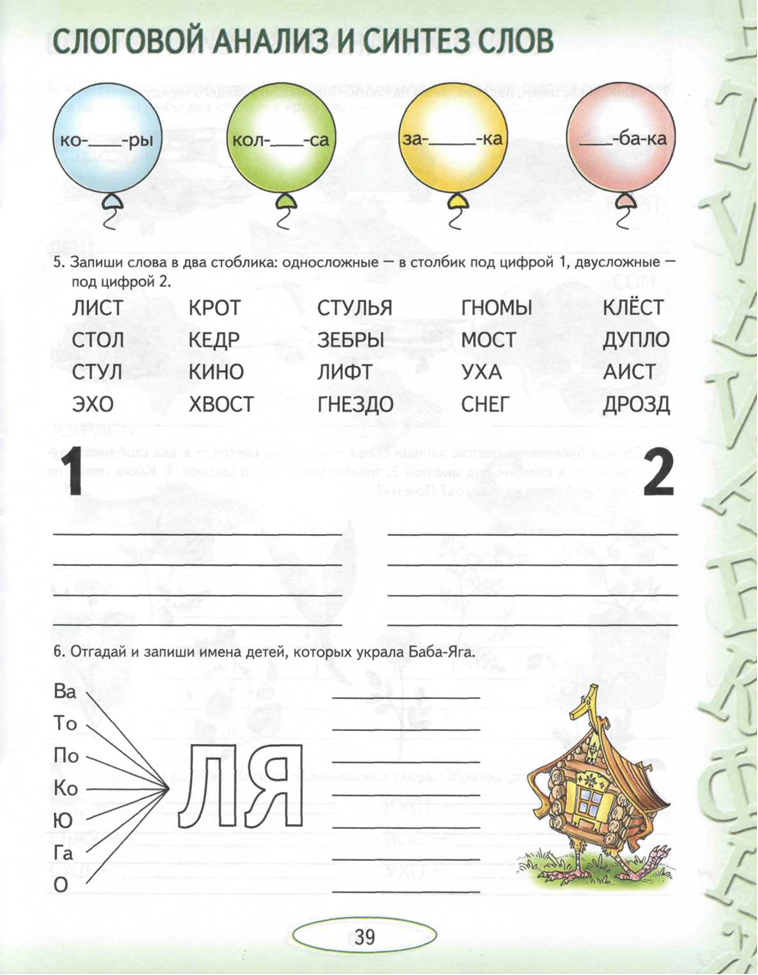 СЛОГОВОЙ АНАЛИЗ И СИНТЕЗ СЛОВ
ко-___-ры кол-___-са за-____-ка ___-ба-ка
5. Запиши слова в два стоблика: односложные — в столбик под цифрой 1, двусложные —
под цифрой 2.
ЛИСТ КРОТ СТУЛЬЯ ГНОМЫ КЛЁСТ
СТОЛ КЕДР ЗЕБРЫ МОСТ ДУПЛО
СТУЛ КИНО ЛИФТ УХА АИСТ
ЭХО ХВОСТ ГНЕЗДО СНЕГ ДРОЗД
1 2
6. Отгадай и запиши имена детей, которых украла Баба-Яга.
Ва
То
По
Ко
Ю
Га
О
ЛЯ
39